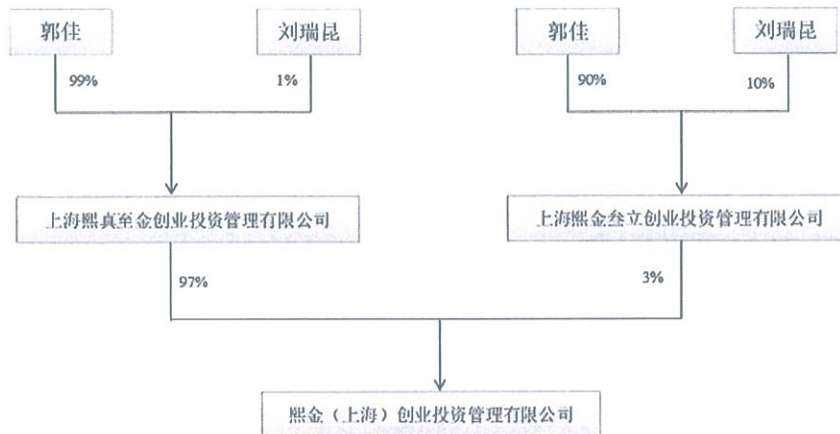 郭佳
刘瑞昆
郭佳
刘瑞昆
99%
1%
90%
10%
上海熙真至金创业投资管理有限公司
上海熙金叁立创业投资管理有限公司
97%
3%
熙金（上海）创业投资管理有限公司